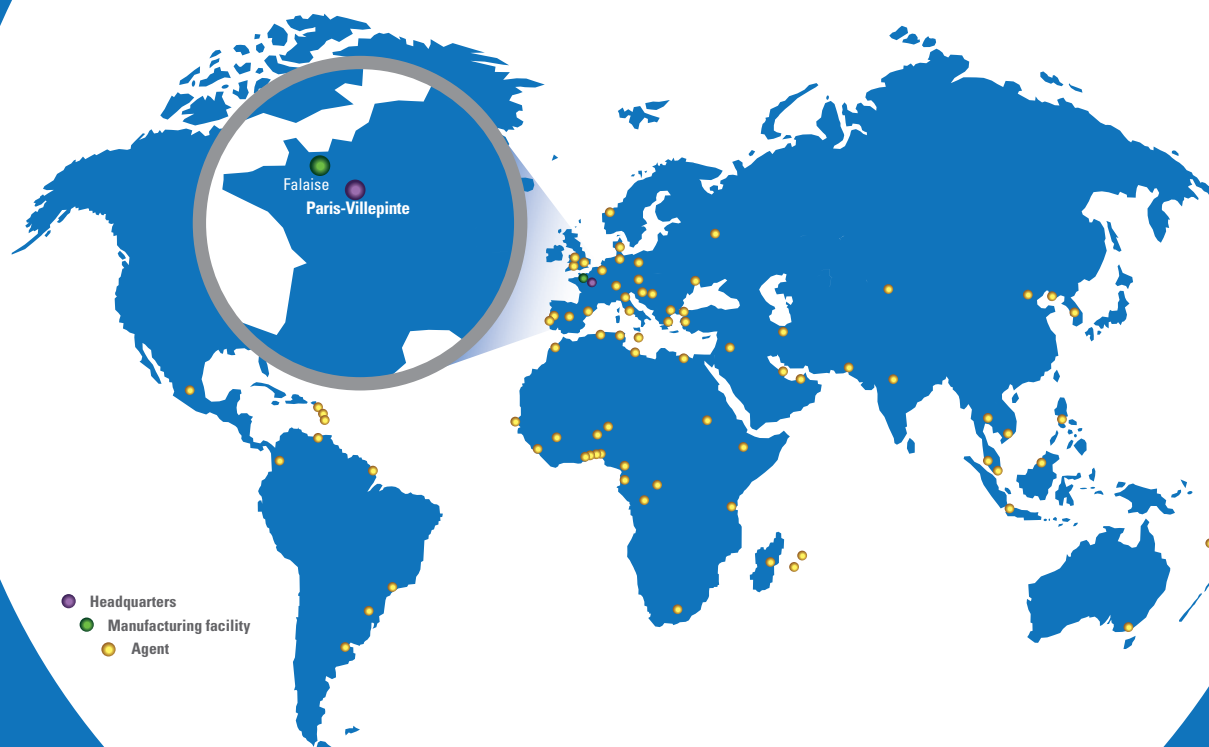 Falaise
Paris-Villepinte
Headquarters
Manufacturing facility
Agent